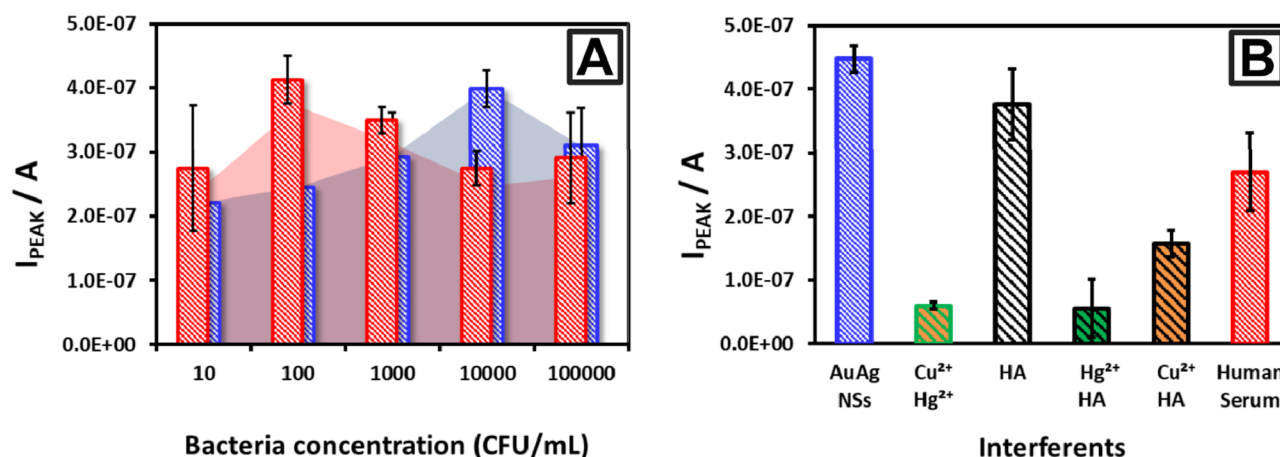 A
5.0E-07
4.0E-07
3.0E-07
2.0E-07
1.0E-07
0.0E+00
I_PEAK / A
10 100 1000 10000 100000
Bacteria concentration (CFU/mL)
B
5.0E-07
4.0E-07
3.0E-07
2.0E-07
1.0E-07
0.0E+00
I_PEAK / A
AuAg Cu²⁺ HA Hg²⁺ Cu²⁺ Human
NSs Hg²⁺ HA HA Serum
Interferents